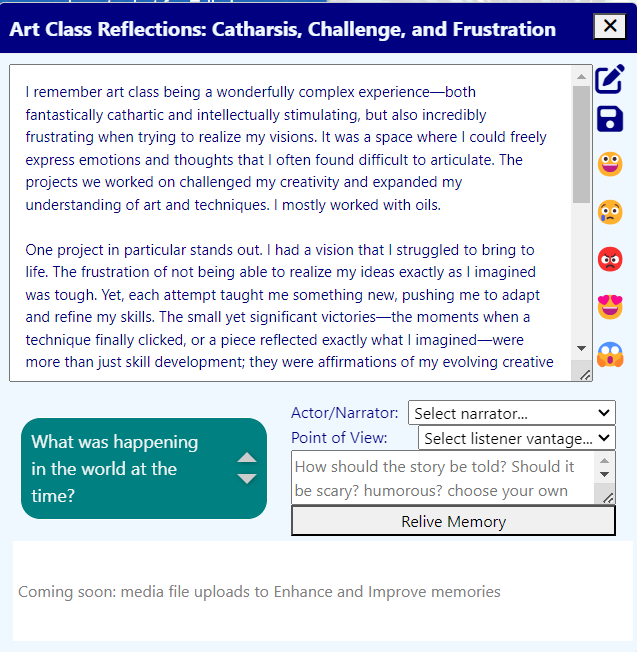 Art Class Reflections: Catharsis, Challenge, and Frustration
I remember art class being a wonderfully complex experience—both
fantastically cathartic and intellectually stimulating, but also incredibly
frustrating when trying to realize my visions. It was a space where I could freely
express emotions and thoughts that I often found difficult to articulate. The
projects we worked on challenged my creativity and expanded my
understanding of art and techniques. I mostly worked with oils.
One project in particular stands out. I had a vision that I struggled to bring to
life. The frustration of not being able to realize my ideas exactly as I imagined
was tough. Yet, each attempt taught me something new, pushing me to adapt
and refine my skills. The small yet significant victories—the moments when a
technique finally clicked, or a piece reflected exactly what I imagined—were
more than just skill development; they were affirmations of my evolving creative
What was happening
in the world at the
time?
Actor/Narrator: Select narrator...
Point of View: Select listener vantage...
How should the story be told? Should it
be scary? humorous? choose your own
Relive Memory
Coming soon: media file uploads to Enhance and Improve memories